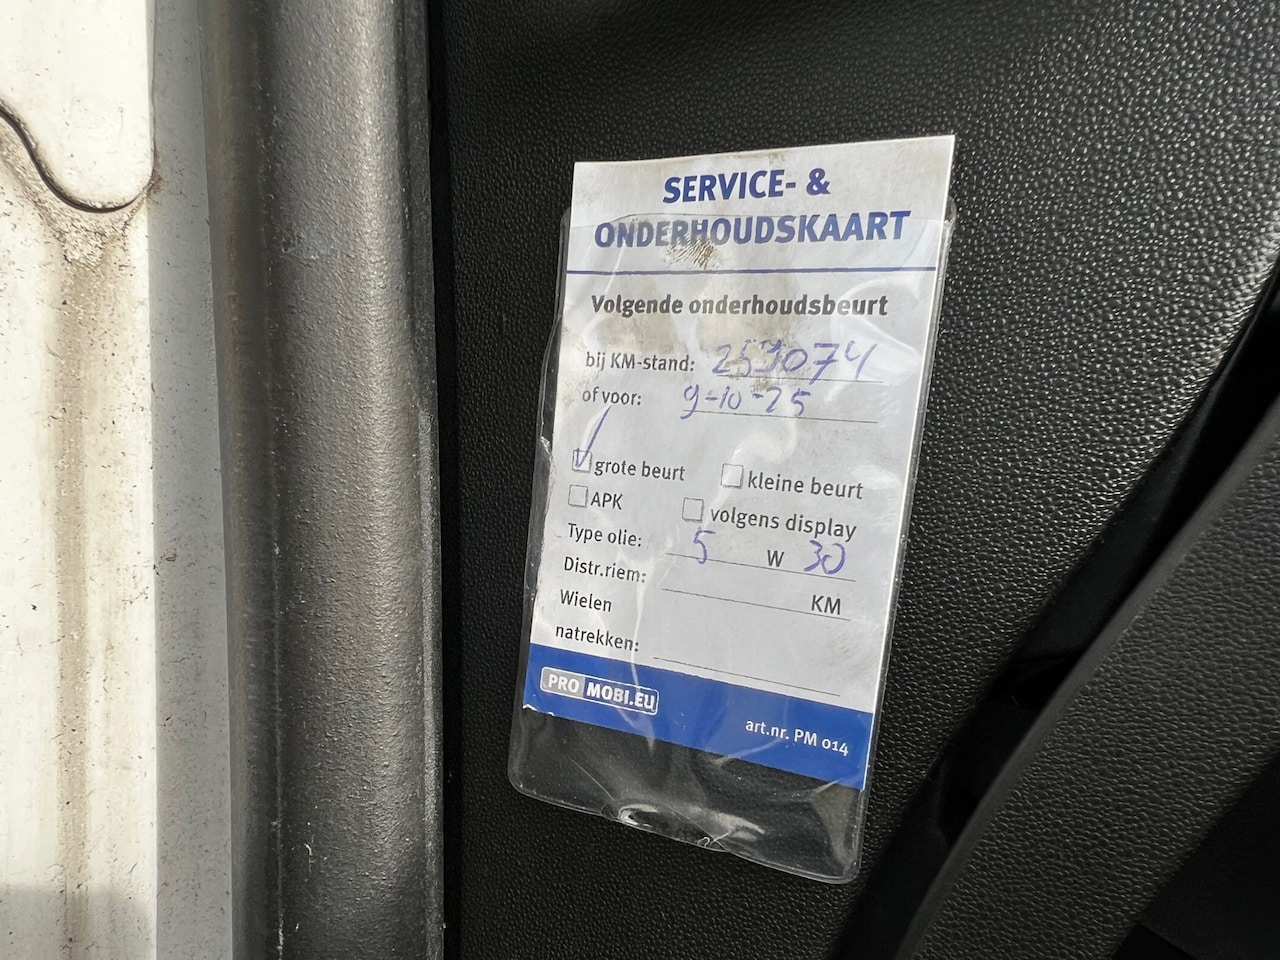 SERVICE- &
ONDERHOUDSKAART
Volgende onderhoudsbeurt
bij KM-stand:
of voor: 9-10-25
grote beurt kleine beurt
APK volgens display
Type olie: 5 W 30
Distr.riem: KM
Wielen
natrekken:
PRO MOBI.EU
art.nr. PM 014